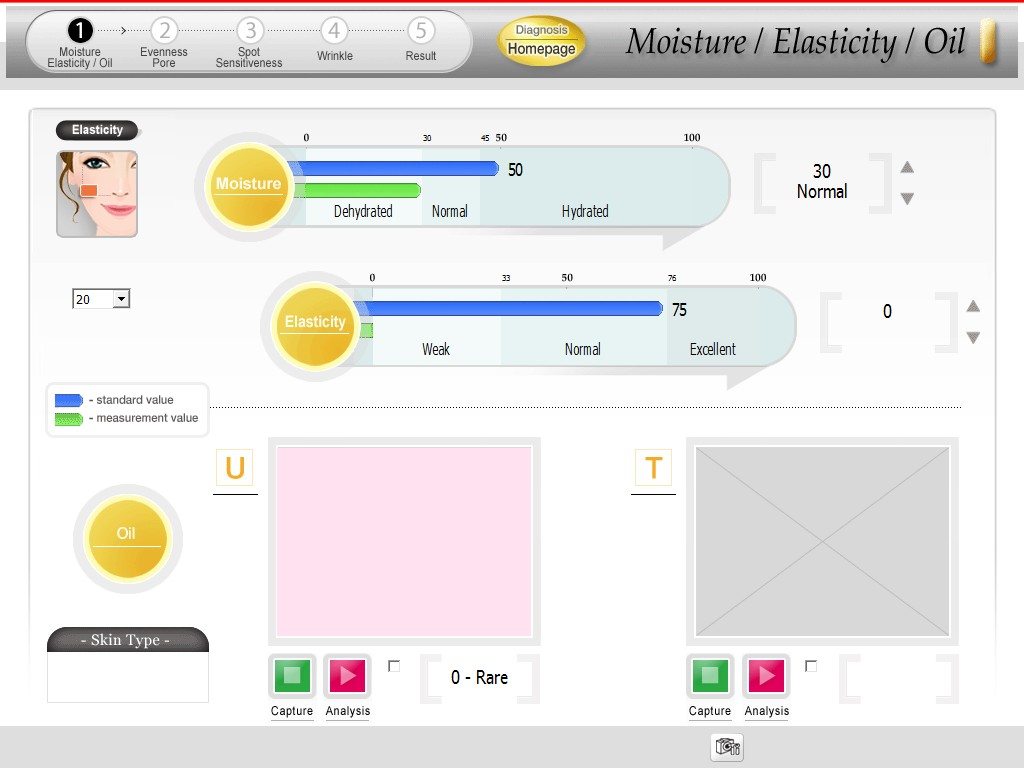 1
2
3
4
5
Moisture
Elasticity / Oil
Evenness
Pore
Spot
Sensitiveness
Wrinkle
Result
Diagnosis
Homepage
Moisture / Elasticity / Oil
Elasticity
0
30
45
50
100
Moisture
50
Dehydrated
Normal
Hydrated
30
Normal
20
0
33
50
76
100
Elasticity
75
Weak
Normal
Excellent
0
- standard value
- measurement value
U
T
Oil
- Skin Type -
0 - Rare
Capture
Analysis
Capture
Analysis